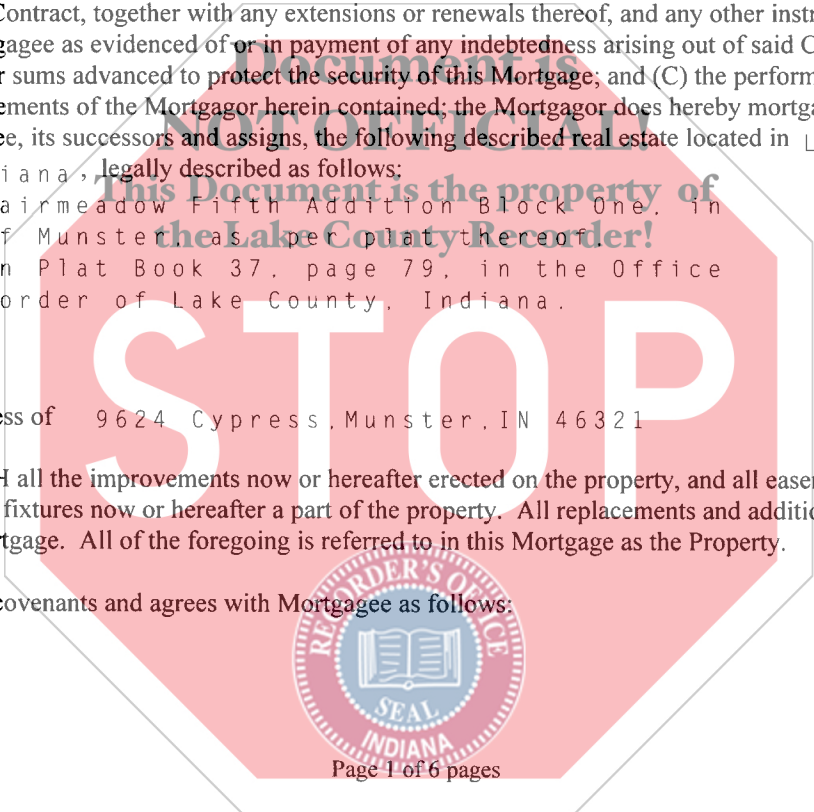 Contract, together with any extensions or renewals thereof, and any other instr
gagee as evidenced of or in payment of any indebtedness arising out of said C
r sums advanced to protect the security of this Mortgage; and (C) the perform
ements of the Mortgagor herein contained; the Mortgagor does hereby mortga
ee, its successors and assigns, the following described real estate located in L
iana, legally described as follows:
airmeadow Fifth Addition Block One, in
f Munster, as per plat thereof,
n Plat Book 37, page 79, in the Office
order of Lake County, Indiana.
Document is
NOT OFFICIAL!
This Document is the property of
the Lake County Recorder!
STOP
ess of 9624 Cypress,Munster,IN 46321
H all the improvements now or hereafter erected on the property, and all easem
fixtures now or hereafter a part of the property. All replacements and additio
rtgage. All of the foregoing is referred to in this Mortgage as the Property.
covenants and agrees with Mortgagee as follows:
RECORDER'S OFFICE
SEAL
INDIANA
Page 1 of 6 pages